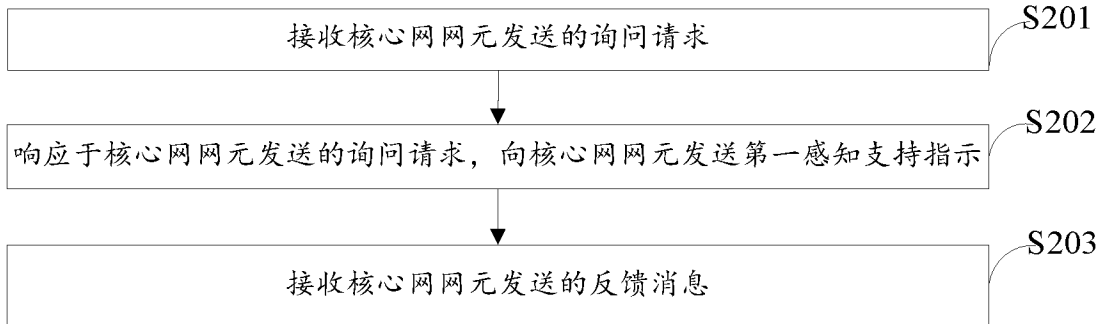 接收核心网网元发送的询问请求
S201
响应于核心网网元发送的询问请求，向核心网网元发送第一感知支持指示
S202
接收核心网网元发送的反馈消息
S203